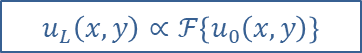 u_L(x, y) ∝ ℱ{u_0(x, y)}